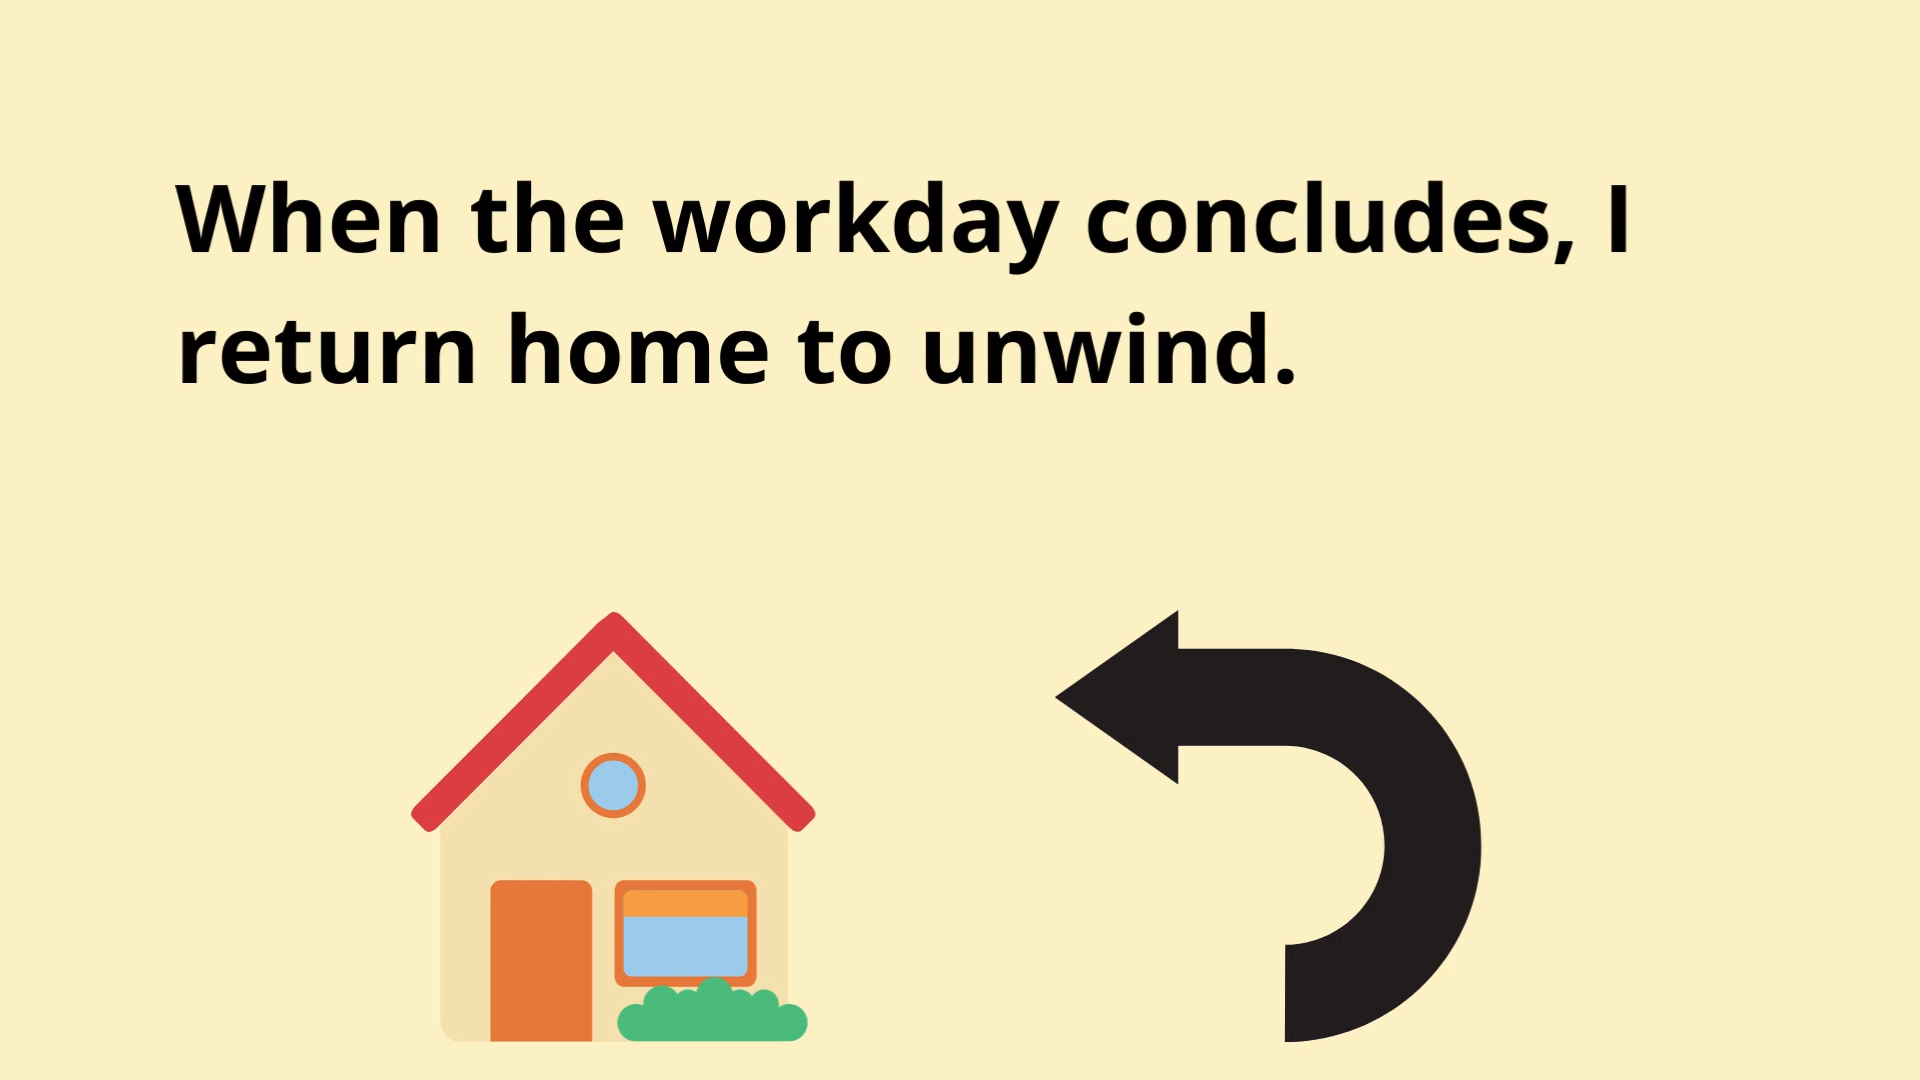 When the workday concludes, I
return home to unwind.